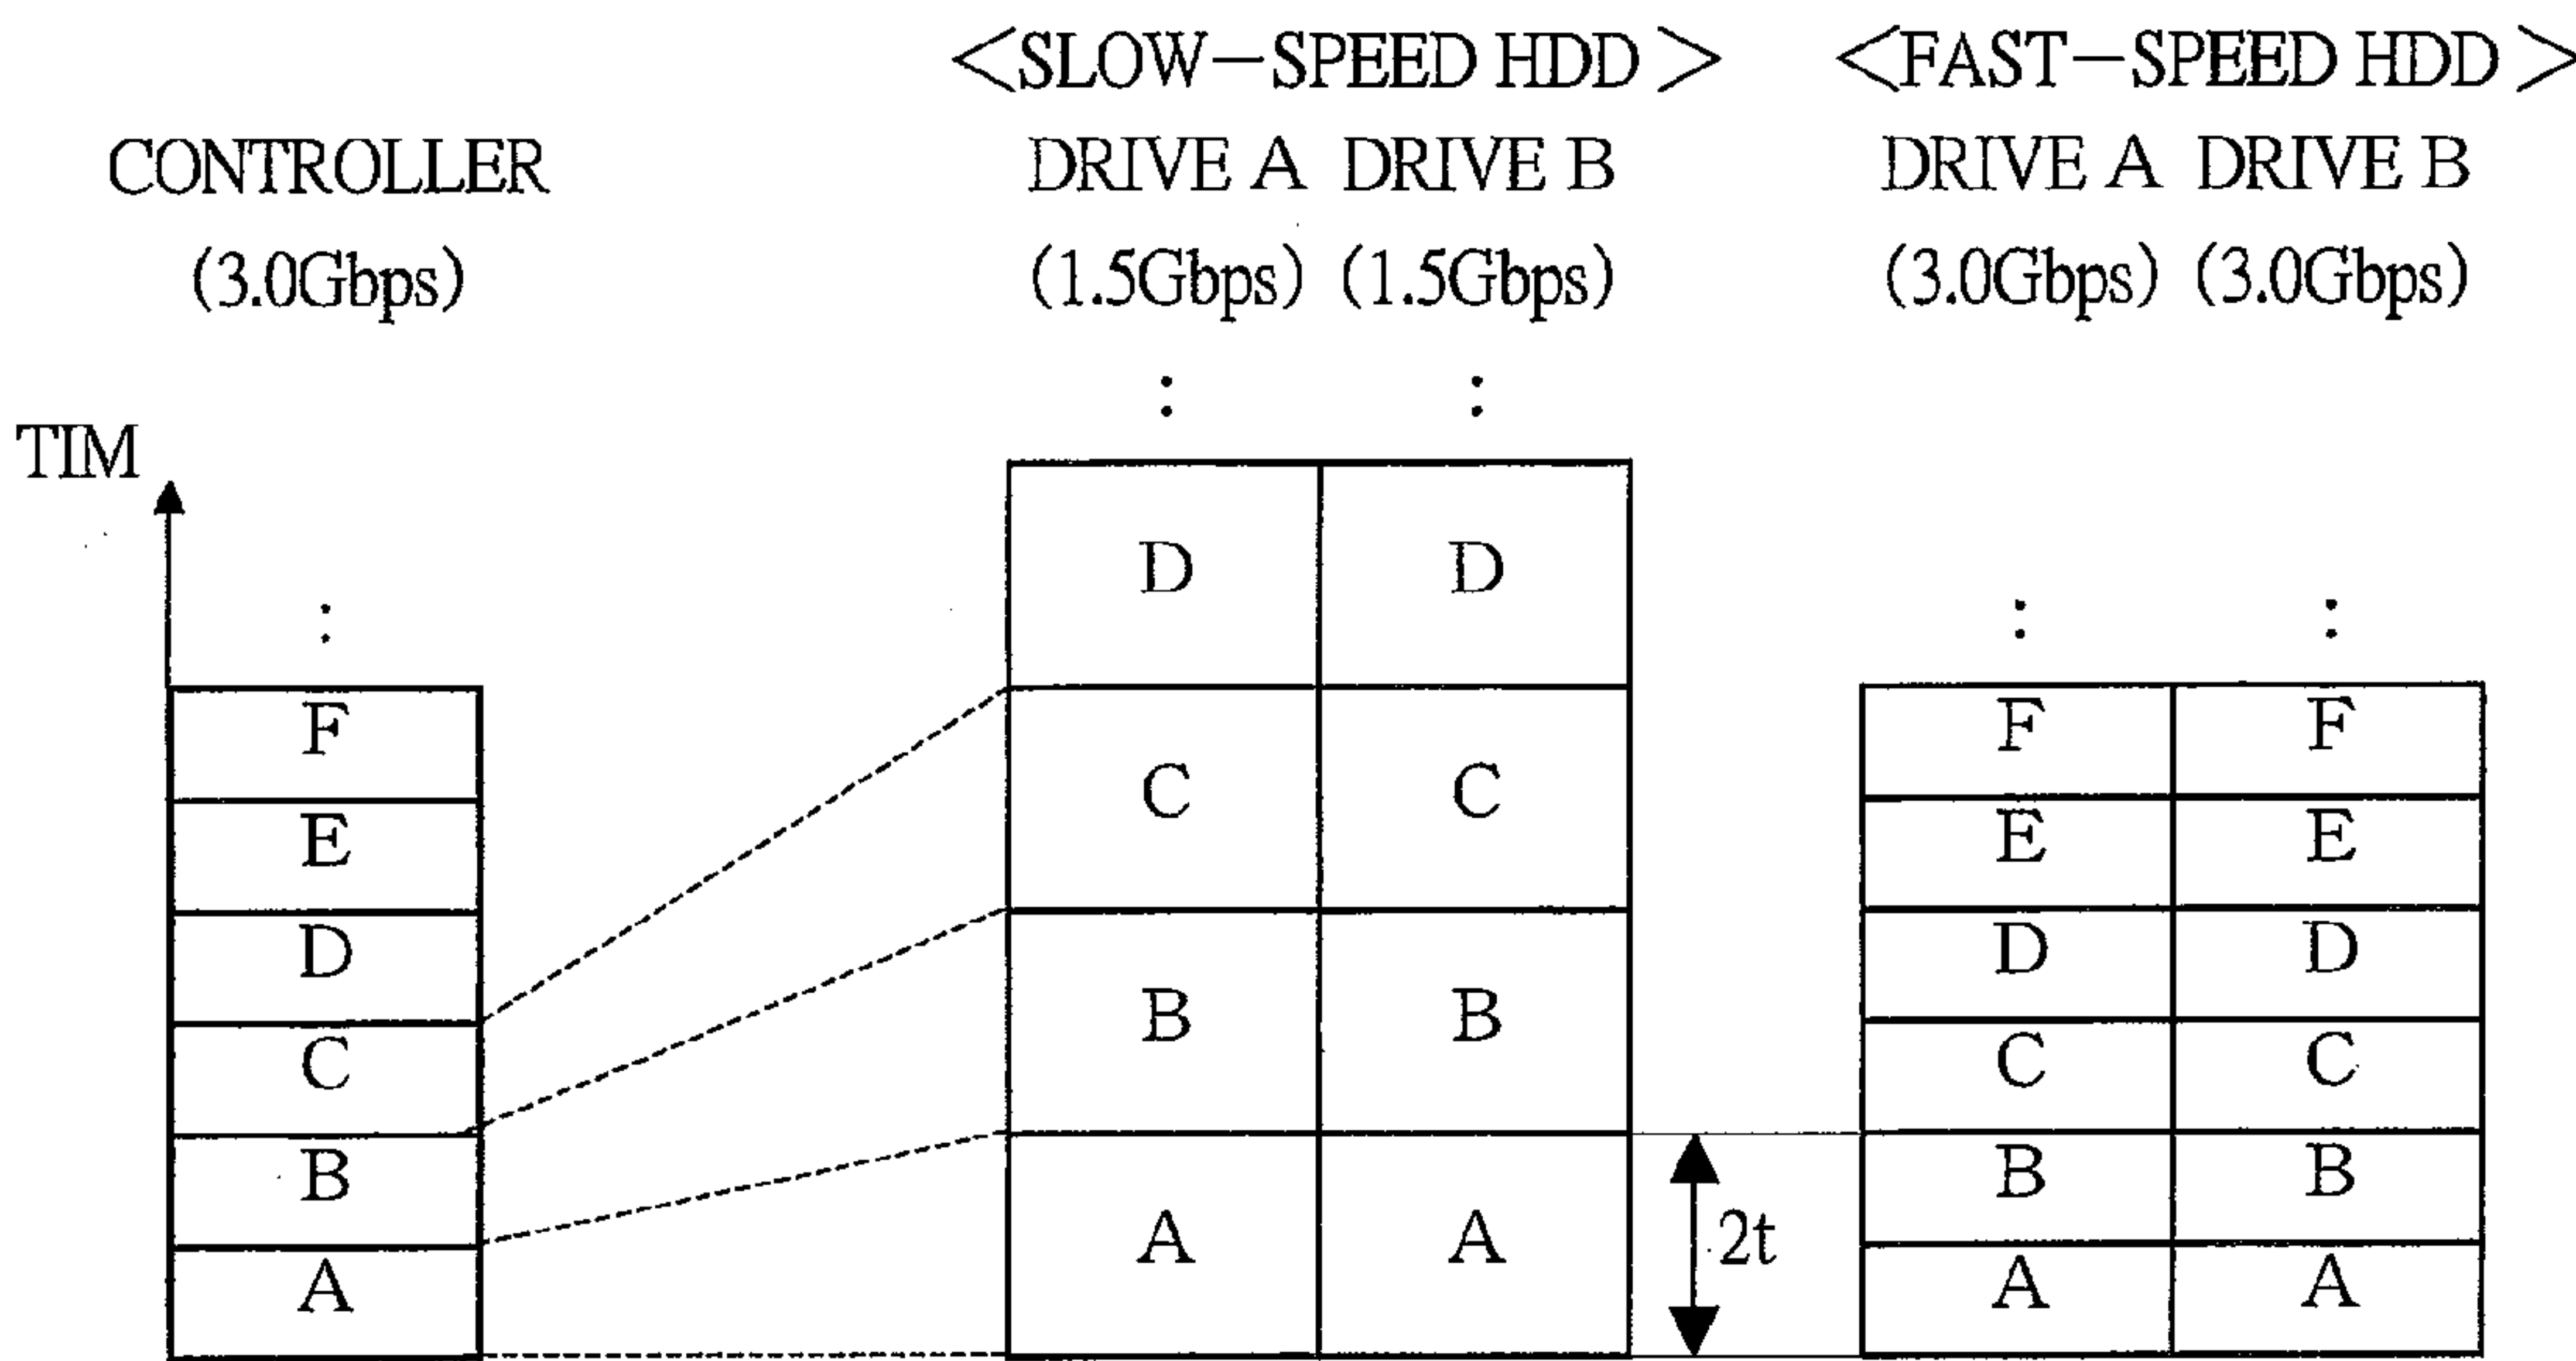 <SLOW-SPEED HDD> <FAST-SPEED HDD>
CONTROLLER DRIVE A DRIVE B DRIVE A DRIVE B
(3.0Gbps) (1.5Gbps) (1.5Gbps) (3.0Gbps) (3.0Gbps)
: :
TIM
D D
: : :
F C C F F
E E E
D B B D D
C C C
B A A 2t B B
A A A